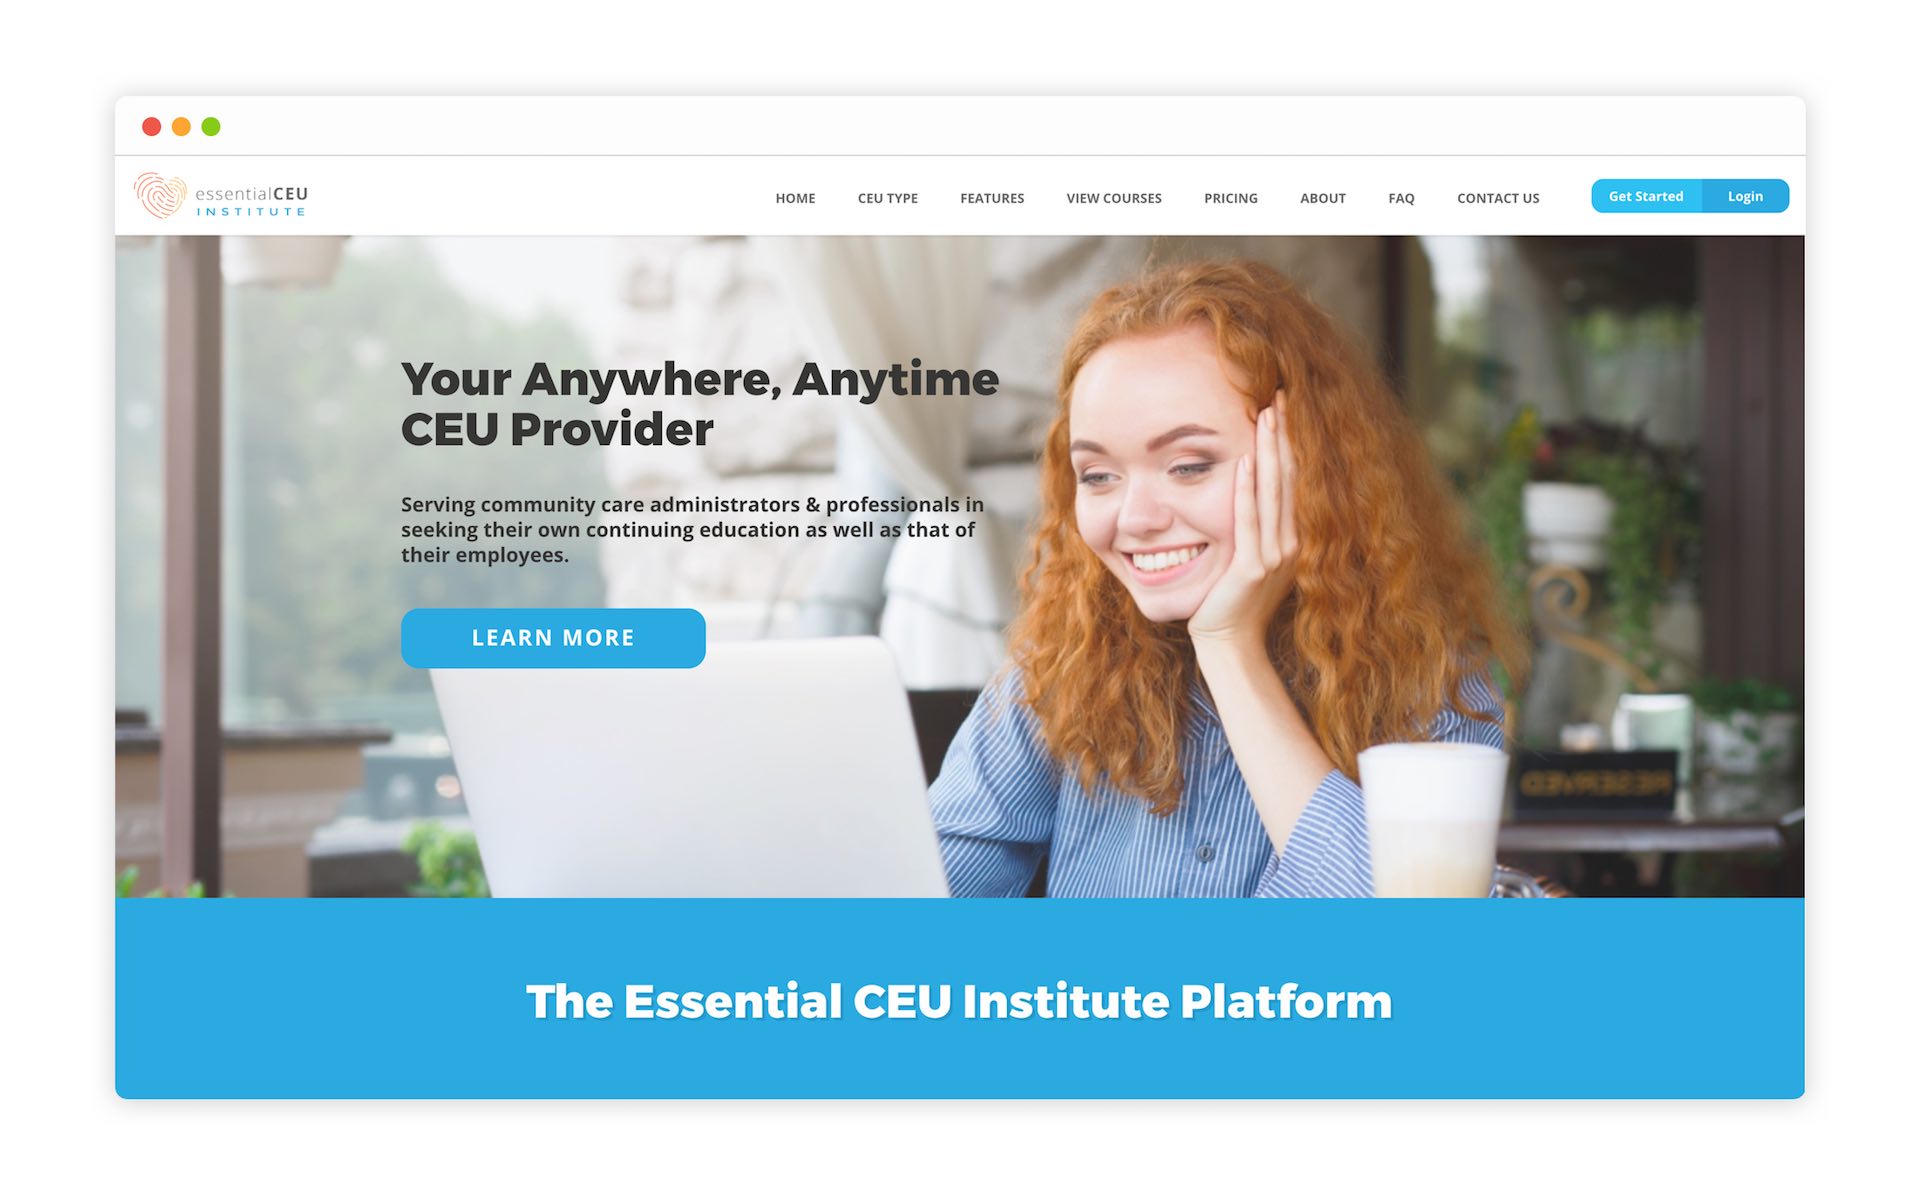 essentialCEU
INSTITUTE
HOME
CEU TYPE
FEATURES
VIEW COURSES
PRICING
ABOUT
FAQ
CONTACT US
Get Started
Login
Your Anywhere, Anytime
CEU Provider
Serving community care administrators & professionals in
seeking their own continuing education as well as that of
their employees.
LEARN MORE
RESERVED
The Essential CEU Institute Platform